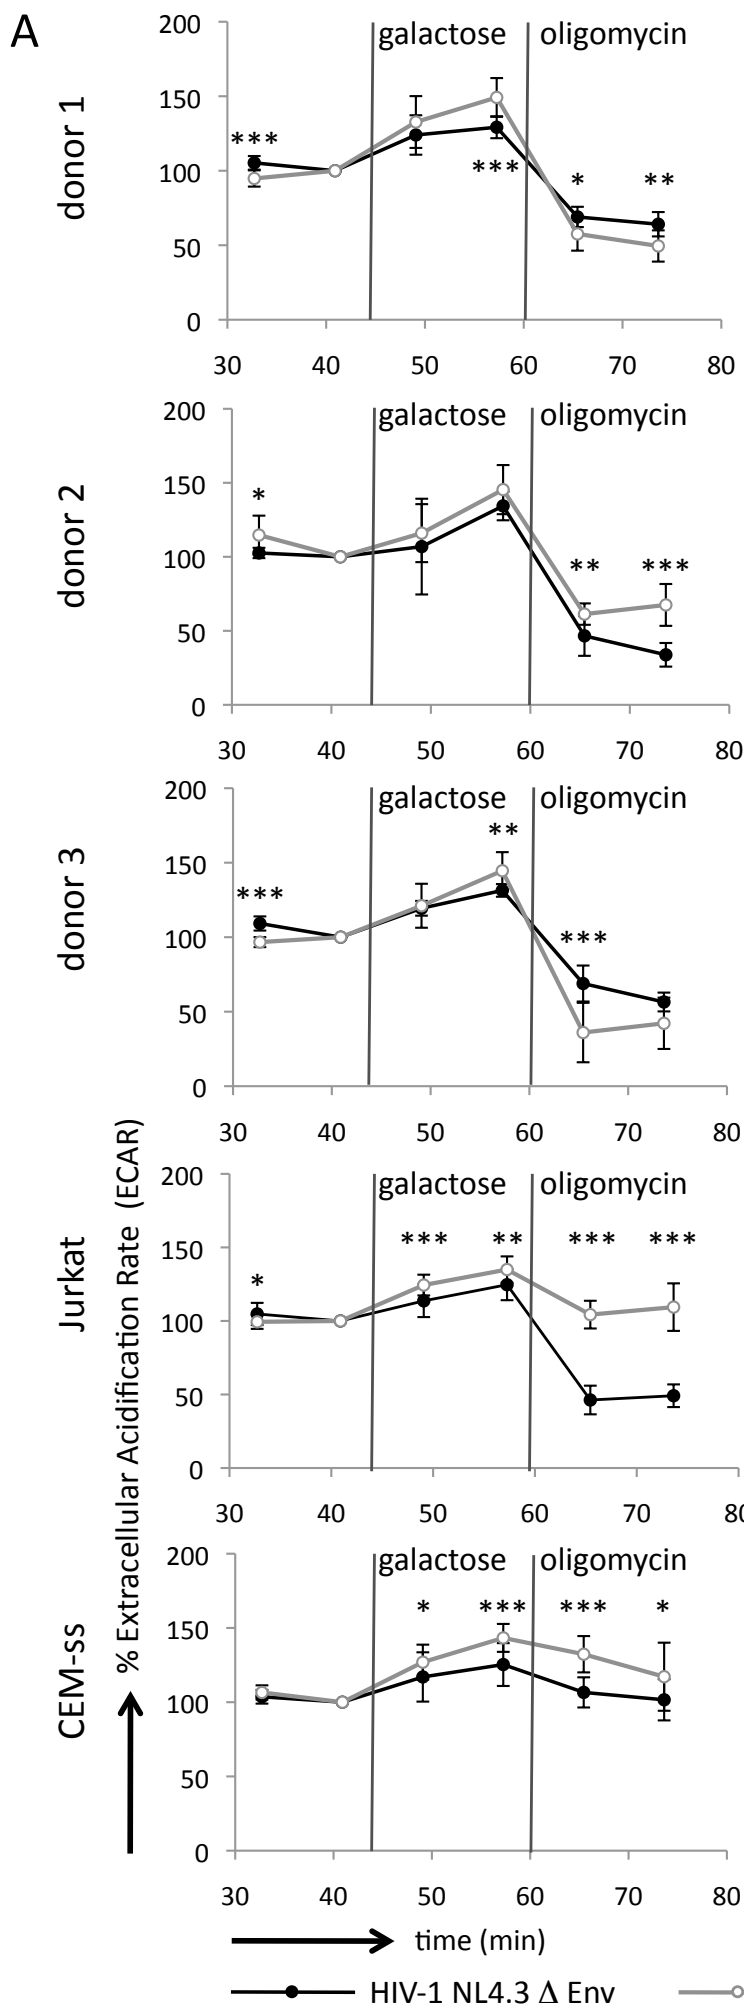 A
donor 1
galactose oligomycin
200
150
100
50
0
*** *** * **
30 40 50 60 70 80
donor 2
galactose oligomycin
200
150
100
50
0
* ** ***
30 40 50 60 70 80
donor 3
galactose oligomycin
200
150
100
50
0
*** ** ***
30 40 50 60 70 80
Jurkat
% Extracellular Acidification Rate (ECAR)
galactose oligomycin
200
150
100
50
0
* *** ** *** ***
30 40 50 60 70 80
CEM-ss
galactose oligomycin
200
150
100
50
0
* *** *** *
30 40 50 60 70 80
time (min)
HIV-1 NL4.3 Δ Env